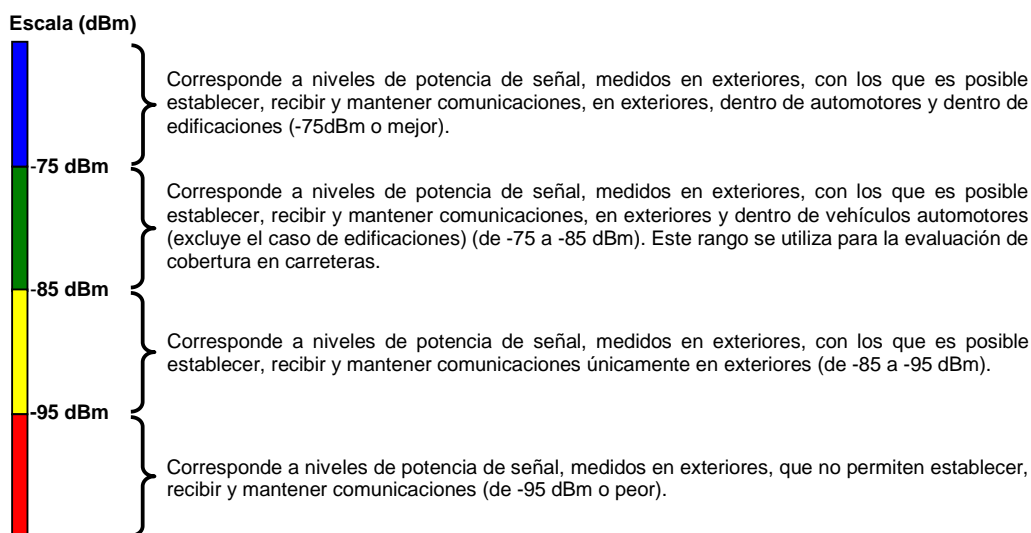 Escala (dBm)
Corresponde a niveles de potencia de señal, medidos en exteriores, con los que es posible
establecer, recibir y mantener comunicaciones, en exteriores, dentro de automotores y dentro de
edificaciones (-75dBm o mejor).
-75 dBm
Corresponde a niveles de potencia de señal, medidos en exteriores, con los que es posible
establecer, recibir y mantener comunicaciones, en exteriores y dentro de vehículos automotores
(excluye el caso de edificaciones) (de -75 a -85 dBm). Este rango se utiliza para la evaluación de
cobertura en carreteras.
-85 dBm
Corresponde a niveles de potencia de señal, medidos en exteriores, con los que es posible
establecer, recibir y mantener comunicaciones únicamente en exteriores (de -85 a -95 dBm).
-95 dBm
Corresponde a niveles de potencia de señal, medidos en exteriores, que no permiten establecer,
recibir y mantener comunicaciones (de -95 dBm o peor).